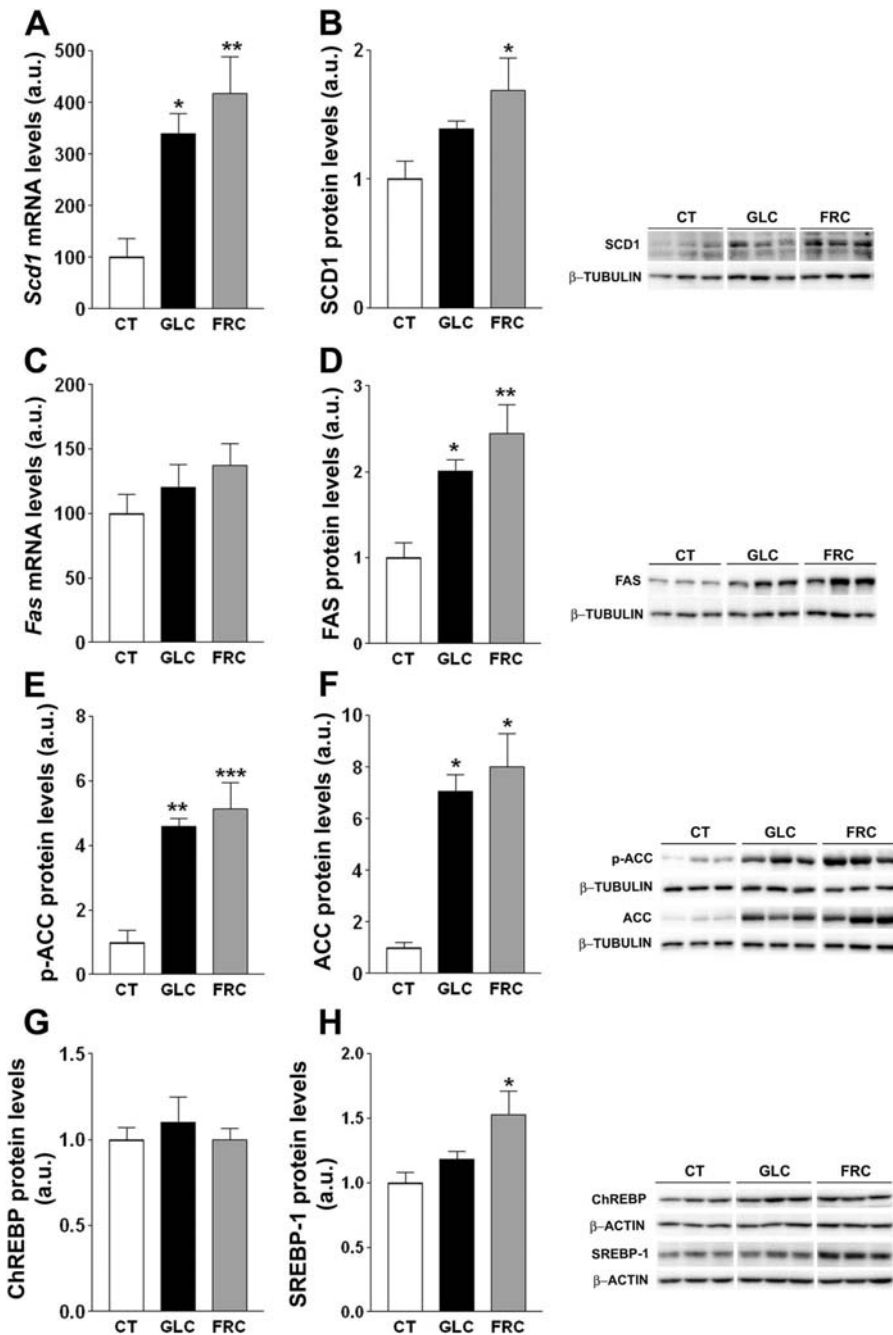 A
Scd1 mRNA levels (a.u.)
500
400
300
200
100
0
*
**
CT GLC FRC
B
SCD1 protein levels (a.u.)
2
1
0
*
CT GLC FRC
CT GLC FRC
SCD1
β–TUBULIN
C
Fas mRNA levels (a.u.)
200
150
100
50
0
CT GLC FRC
D
FAS protein levels (a.u.)
3
2
1
0
*
**
CT GLC FRC
CT GLC FRC
FAS
β–TUBULIN
E
p-ACC protein levels (a.u.)
8
6
4
2
0
**
***
CT GLC FRC
F
ACC protein levels (a.u.)
10
8
6
4
2
0
*
*
CT GLC FRC
CT GLC FRC
p-ACC
β–TUBULIN
ACC
β–TUBULIN
G
ChREBP protein levels
(a.u.)
1.5
1.0
0.5
0.0
CT GLC FRC
H
SREBP-1 protein levels
(a.u.)
2.0
1.5
1.0
0.5
0.0
*
CT GLC FRC
CT GLC FRC
ChREBP
β–ACTIN
SREBP-1
β–ACTIN